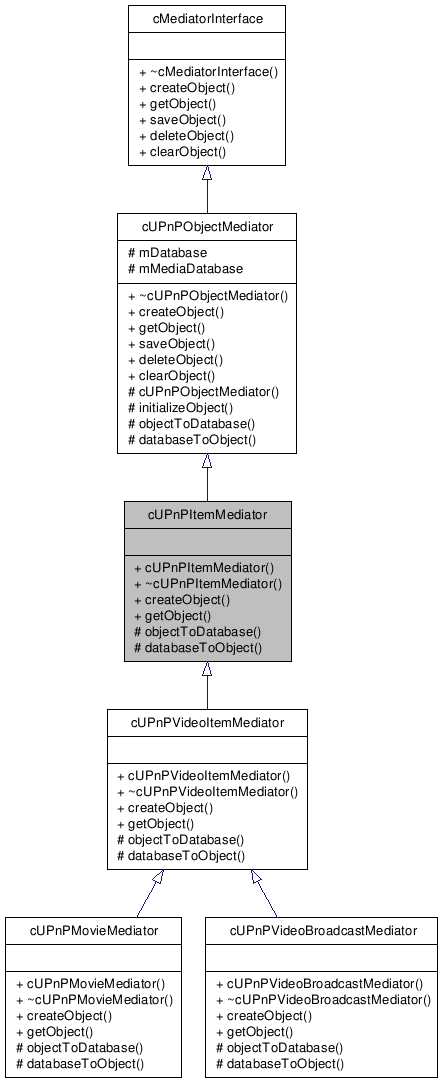 cMediatorInterface
+ ~cMediatorInterface()
+ createObject()
+ getObject()
+ saveObject()
+ deleteObject()
+ clearObject()
cUPnPObjectMediator
# mDatabase
# mMediaDatabase
+ ~cUPnPObjectMediator()
+ createObject()
+ getObject()
+ saveObject()
+ deleteObject()
+ clearObject()
# cUPnPObjectMediator()
# initializeObject()
# objectToDatabase()
# databaseToObject()
cUPnPItemMediator
+ cUPnPItemMediator()
+ ~cUPnPItemMediator()
+ createObject()
+ getObject()
# objectToDatabase()
# databaseToObject()
cUPnPVideoItemMediator
+ cUPnPVideoItemMediator()
+ ~cUPnPVideoItemMediator()
+ createObject()
+ getObject()
# objectToDatabase()
# databaseToObject()
cUPnPMovieMediator
+ cUPnPMovieMediator()
+ ~cUPnPMovieMediator()
+ createObject()
+ getObject()
# objectToDatabase()
# databaseToObject()
cUPnPVideoBroadcastMediator
+ cUPnPVideoBroadcastMediator()
+ ~cUPnPVideoBroadcastMediator()
+ createObject()
+ getObject()
# objectToDatabase()
# databaseToObject()